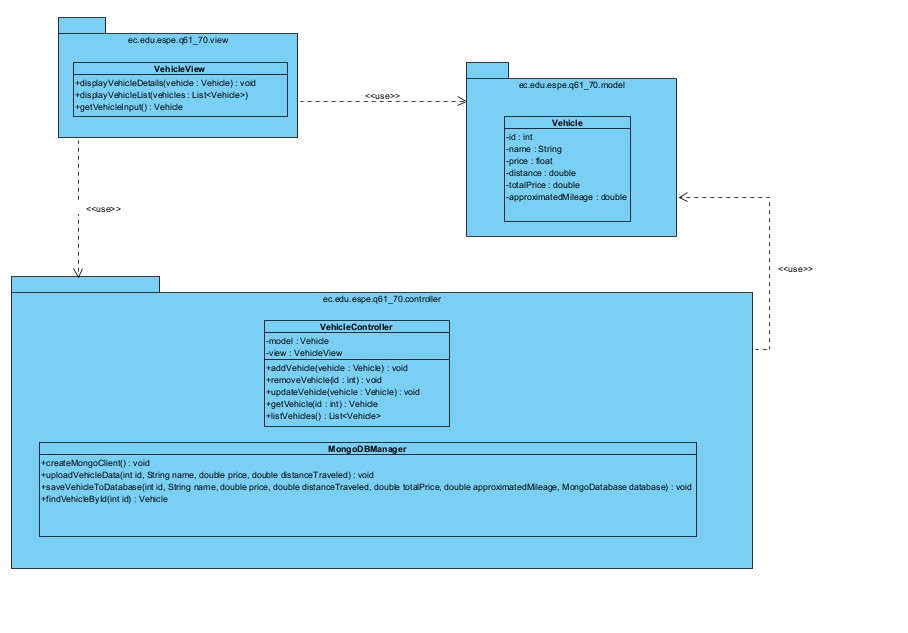 ec.edu.espe.q61_70.view
VehicleView
+displayVehicleDetails(vehicle : Vehicle) : void
+displayVehicleList(vehicles : List<Vehicle>)
+getVehicleInput() : Vehicle
<<use>>
ec.edu.espe.q61_70.model
Vehicle
-id : int
-name : String
-price : float
-distance : double
-totalPrice : double
-approximatedMileage : double
<<use>>
<<use>>
ec.edu.espe.q61_70.controller
VehicleController
-model : Vehicle
-view : VehicleView
+addVehicle(vehicle : Vehicle) : void
+removeVehicle(id : int) : void
+updateVehicle(vehicle : Vehicle) : void
+getVehicle(id : int) : Vehicle
+listVehicles() : List<Vehicle>
MongoDBManager
+createMongoClient() : void
+uploadVehicleData(int id, String name, double price, double distanceTraveled) : void
+saveVehicleToDatabase(int id, String name, double price, double distanceTraveled, double totalPrice, double approximatedMileage, MongoDatabase database) : void
+findVehicleById(int id) : Vehicle